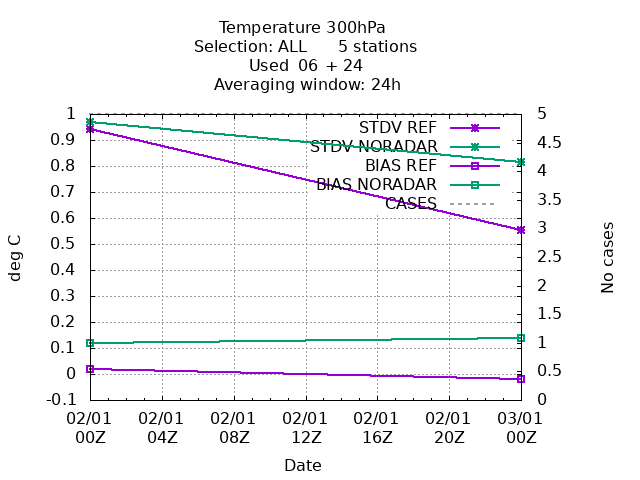 Temperature 300hPa
Selection: ALL 5 stations
Used 06 + 24
Averaging window: 24h
1
0.9
0.8
0.7
0.6
0.5
0.4
0.3
0.2
0.1
0
-0.1
deg C
STDV REF
STDV NORADAR
BIAS REF
BIAS NORADAR
CASES
5
4.5
4
3.5
3
2.5
2
1.5
1
0.5
0
No cases
02/01 02/01 02/01 02/01 02/01 02/01 03/01
00Z 04Z 08Z 12Z 16Z 20Z 00Z
Date